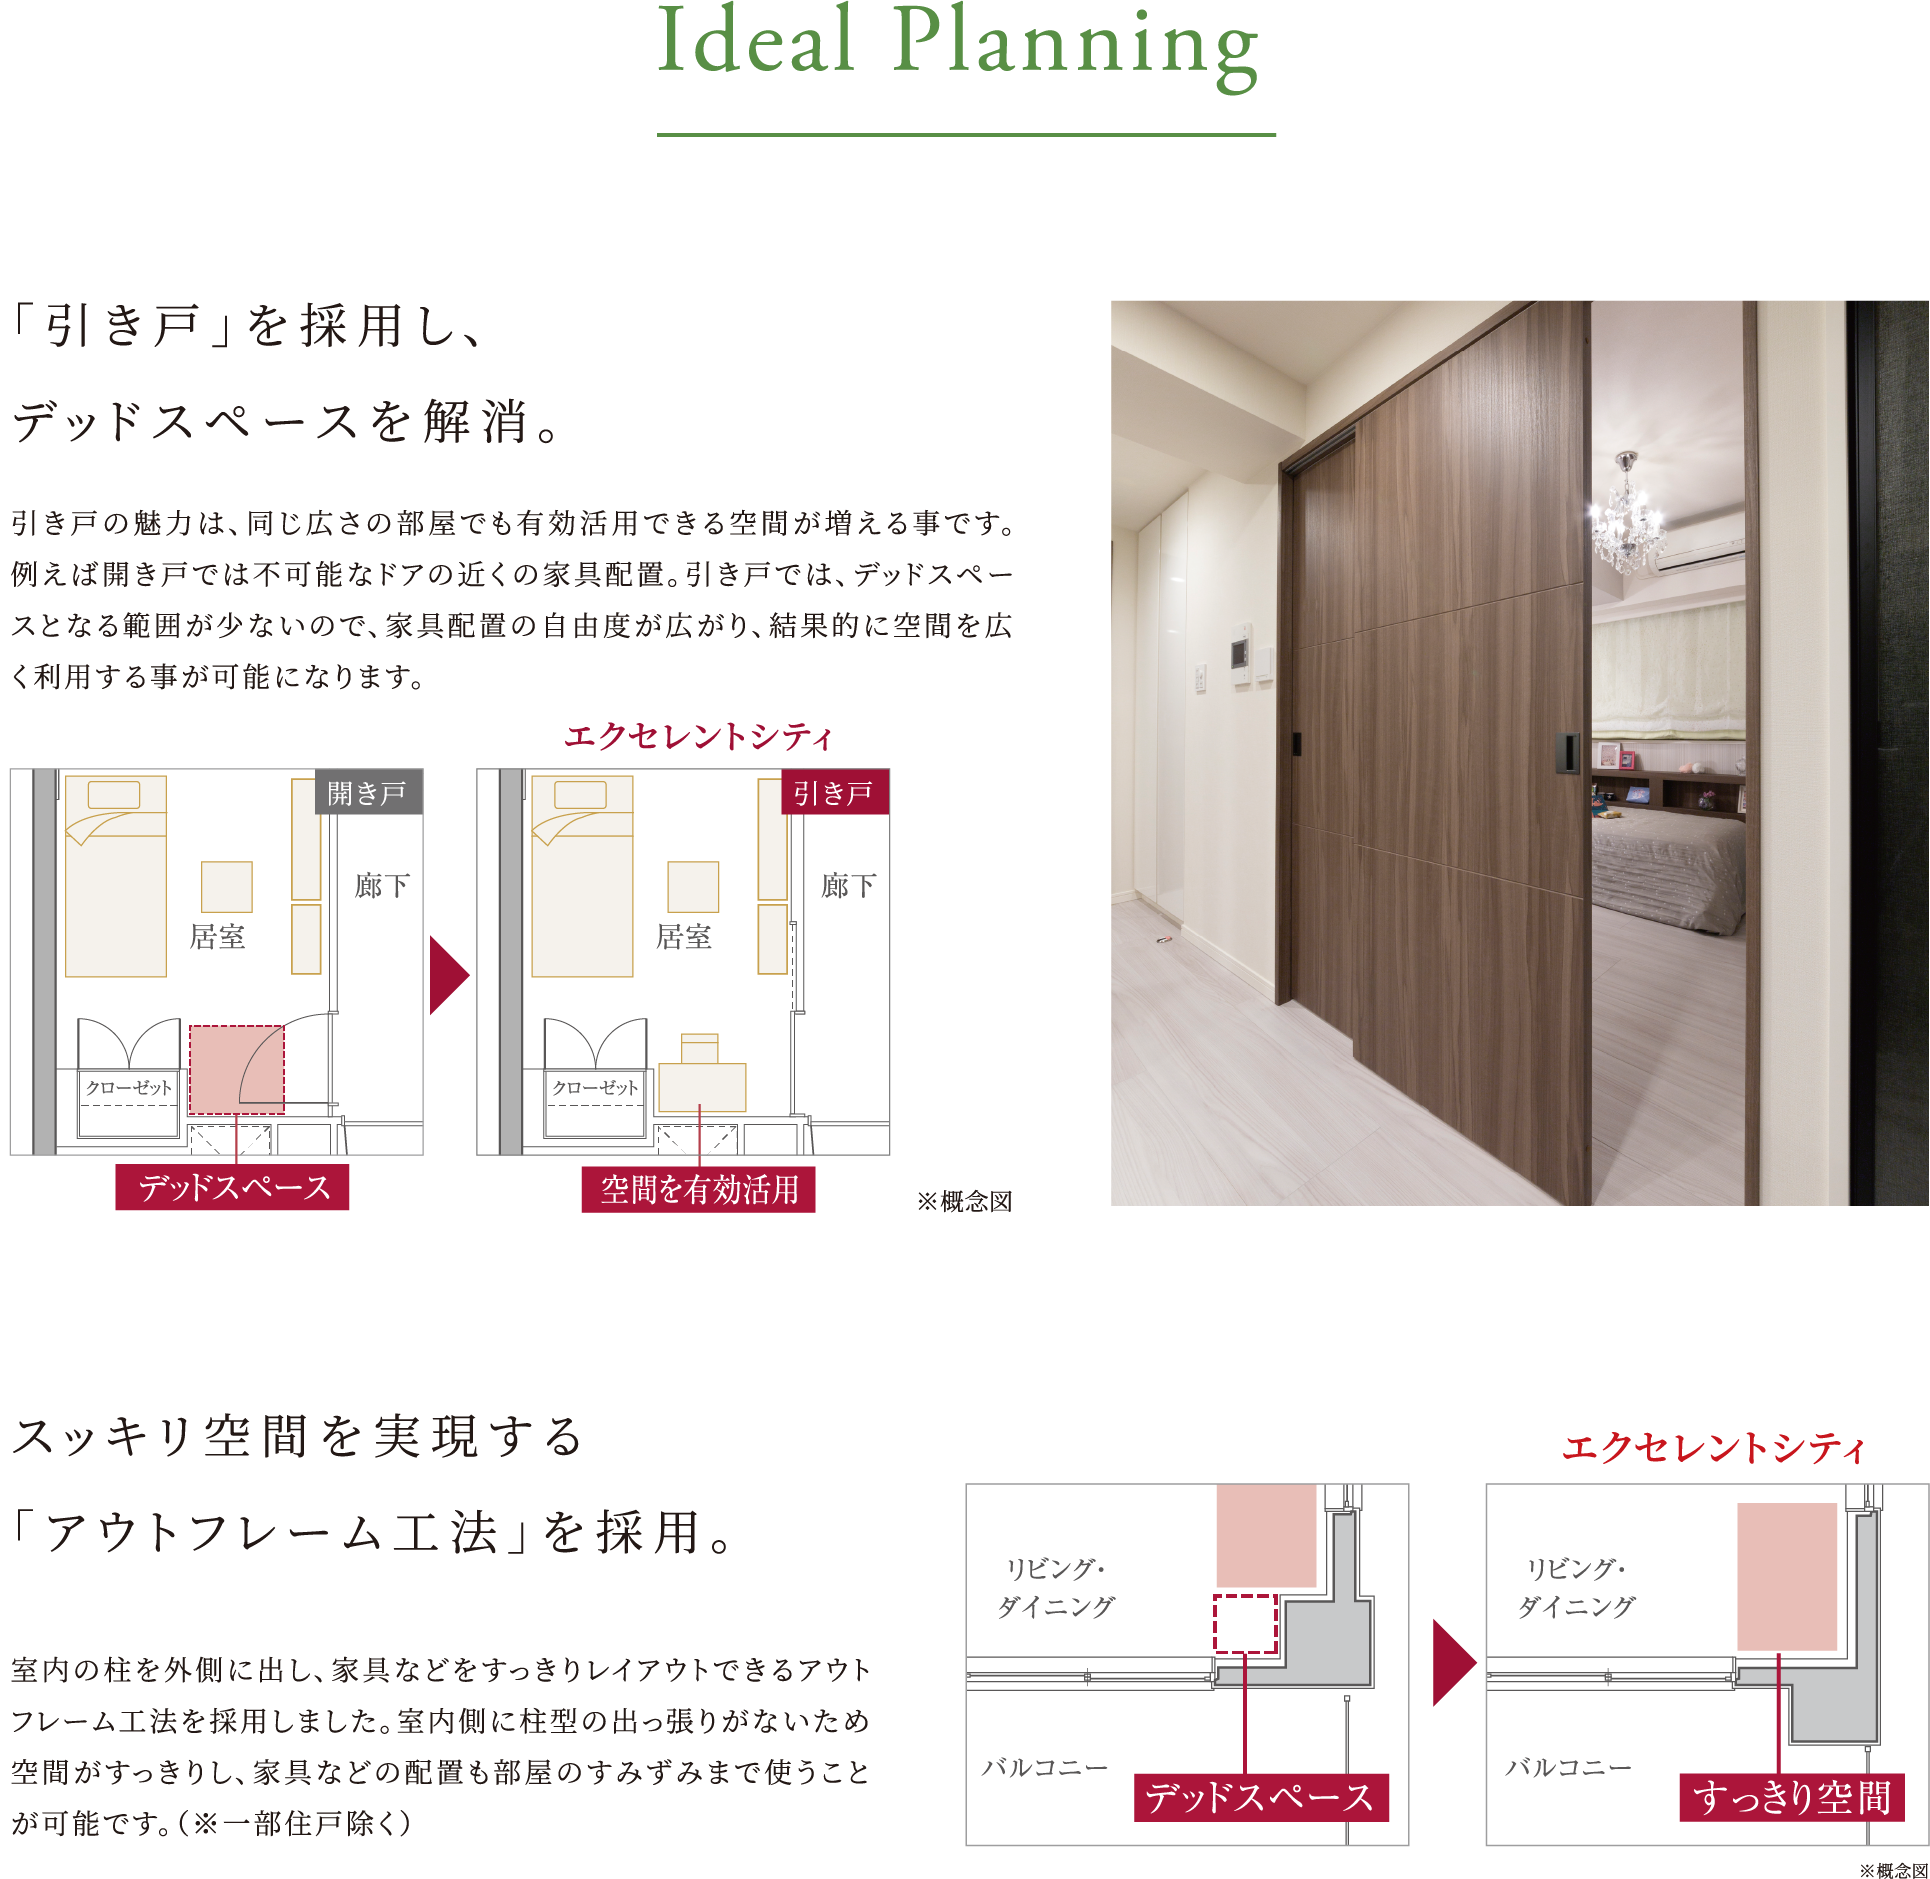 Ideal Planning
「引き戸」を採用し、
デッドスペースを解消。
引き戸の魅力は、同じ広さの部屋でも有効活用できる空間が増える事です。
例えば開き戸では不可能なドアの近くの家具配置。引き戸では、デッドスペー
スとなる範囲が少ないので、家具配置の自由度が広がり、結果的に空間を広
く利用する事が可能になります。
エクセレントシティ
開き戸
廊下
居室
クローゼット
デッドスペース
引き戸
廊下
居室
クローゼット
空間を有効活用
※概念図
スッキリ空間を実現する
「アウトフレーム工法」を採用。
室内の柱を外側に出し、家具などをすっきりレイアウトできるアウト
フレーム工法を採用しました。室内側に柱型の出っ張りがないため
空間がすっきりし、家具などの配置も部屋のすみずみまで使うこと
が可能です。（※一部住戸除く）
リビング・
ダイニング
バルコニー
デッドスペース
エクセレントシティ
リビング・
ダイニング
バルコニー
すっきり空間
※概念図